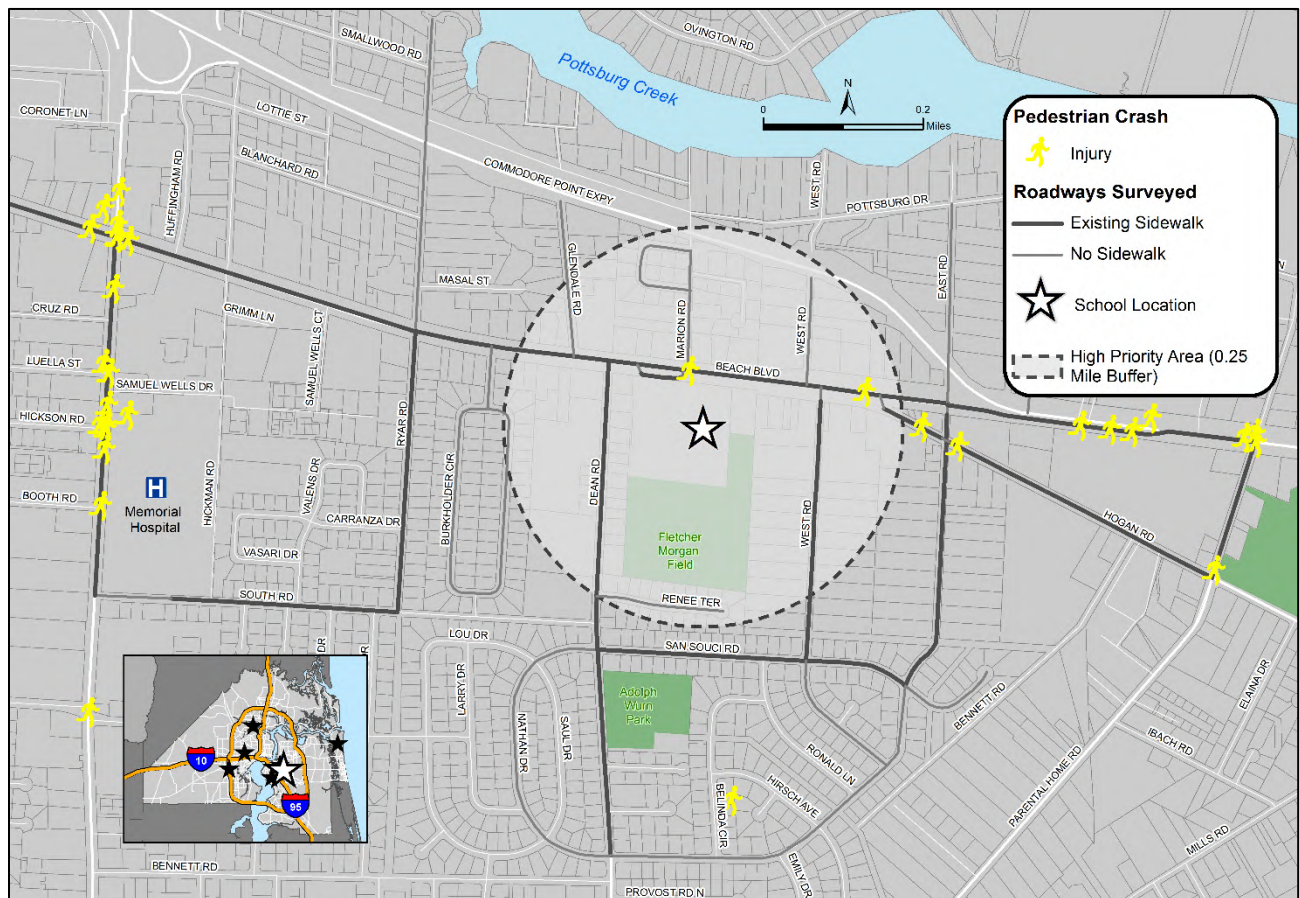 OVINGTON RD
SMALLWOOD RD
Pottsburg Creek
N
0
0.2
Miles
CORONET LN
LOTTIE ST
HUFFINGHAM RD
BLANCHARD RD
COMMODORE POINT EXPY
WEST RD
POTTSBURG DR
Pedestrian Crash
Injury
Roadways Surveyed
Existing Sidewalk
No Sidewalk
School Location
High Priority Area (0.25
Mile Buffer)
GLENDALE RD
EAST RD
N
MASAL ST
CRUZ RD
GRIMM LN
SAMUEL WELLS CT
MARION RD
WEST RD
BEACH BLVD
LUELLA ST
SAMUEL WELLS DR
HICKSON RD
RYAR RD
BOOTH RD
H
Memorial
Hospital
HICKMAN RD
VALENS DR
CARRANZA DR
VASARI DR
BURKHOLDER CIR
DEAN RD
WEST RD
Fletcher
Morgan
Field
HOGAN RD
SOUTH RD
RENEE TER
LOU DR
SAN SOUCI RD
DR
DR
LARRY DR
NATHAN DR
SAUL DR
Adolph
Wurn
Park
BENNETT RD
ELAINA DR
IBACH RD
RONALD LN
PARENTAL HOME RD
10
95
BELINDA CIR
HIRSCH AVE
MILLS RD
BENNETT RD
EMILY DR
PROVOST RD N